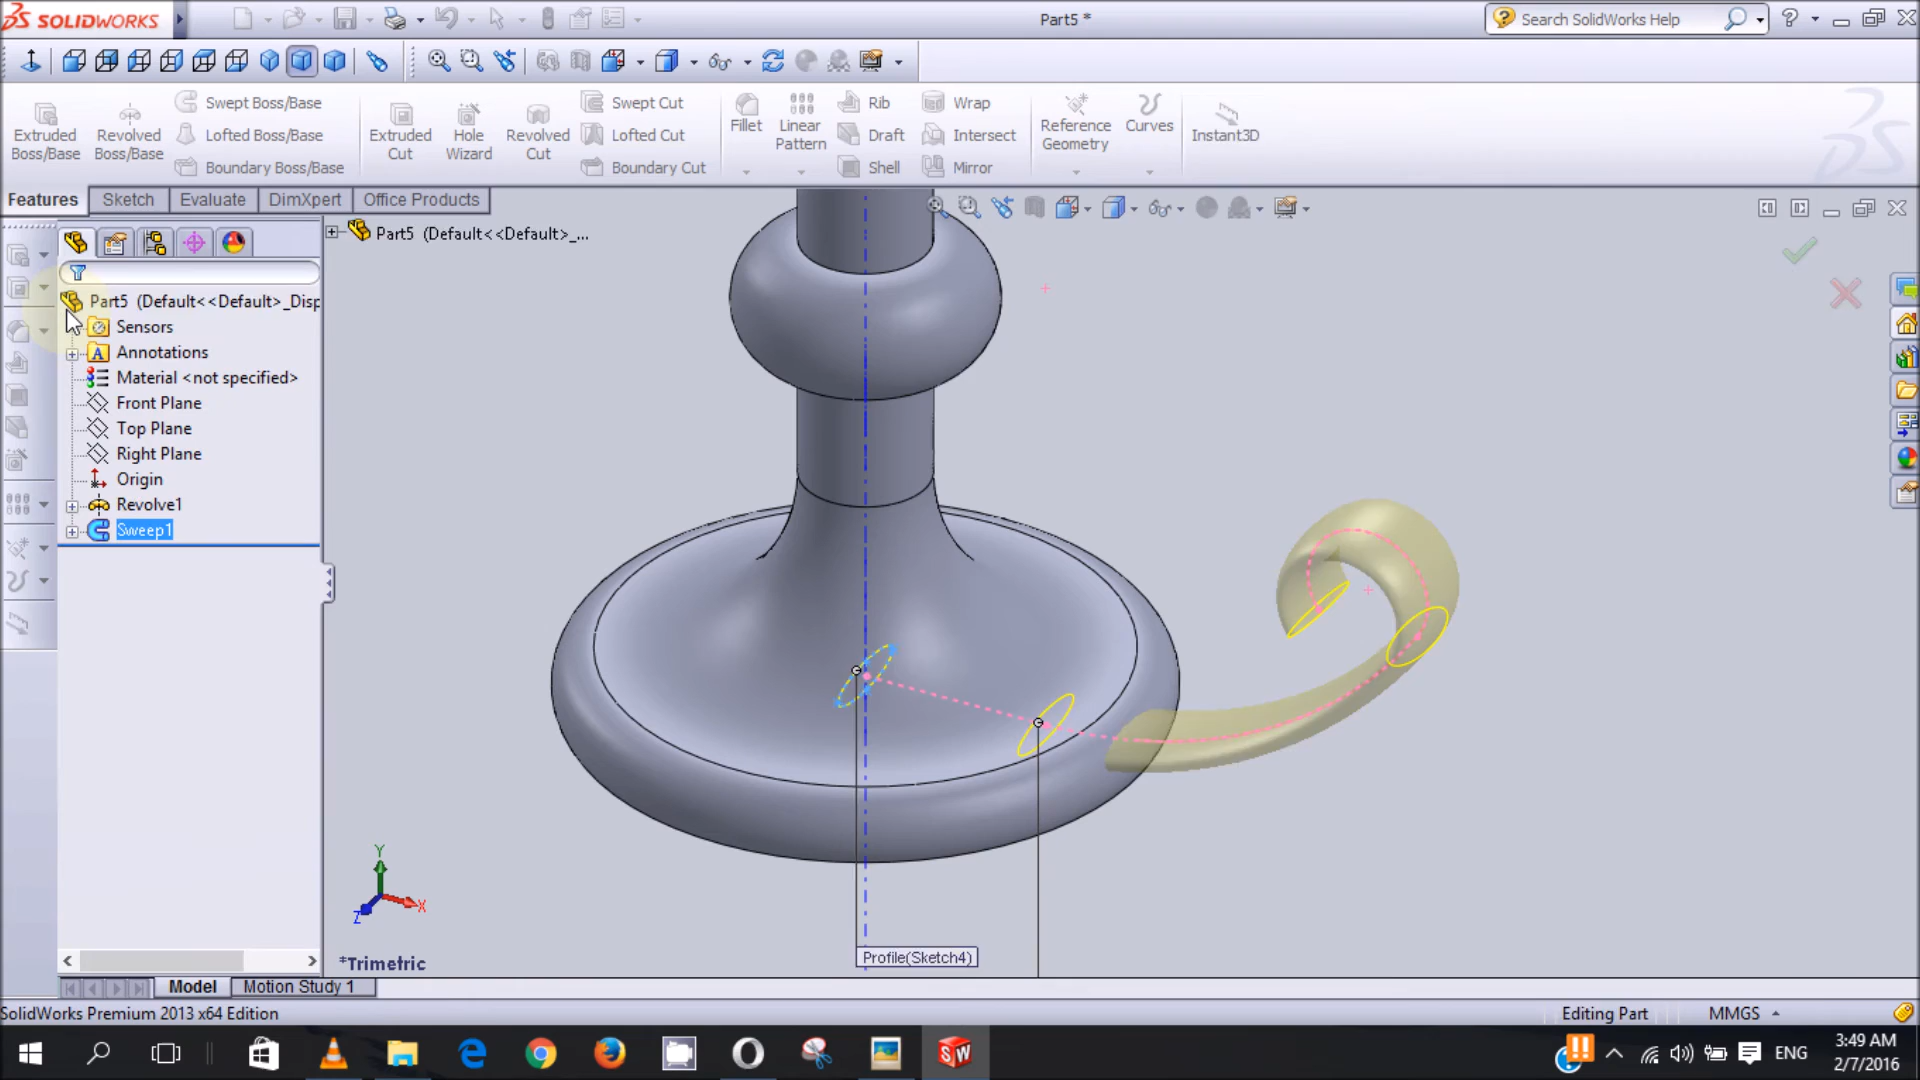 SOLIDWORKS
Part5 *
Search SolidWorks Help
Extruded Boss/Base
Revolved Boss/Base
Swept Boss/Base
Lofted Boss/Base
Boundary Boss/Base
Extruded Cut
Hole Wizard
Revolved Cut
Swept Cut
Lofted Cut
Boundary Cut
Fillet
Linear Pattern
Rib
Draft
Shell
Wrap
Intersect
Mirror
Reference Geometry
Curves
Instant3D
Features
Sketch
Evaluate
DimXpert
Office Products
Part5 (Default<<Default>_...
Part5 (Default<<Default>_Disp
Sensors
Annotations
Material <not specified>
Front Plane
Top Plane
Right Plane
Origin
Revolve1
Sweep1
Y
X
Z
*Trimetric
Profile(Sketch4)
Model
Motion Study 1
SolidWorks Premium 2013 x64 Edition
Editing Part
MMGS
ENG
3:49 AM
2/7/2016